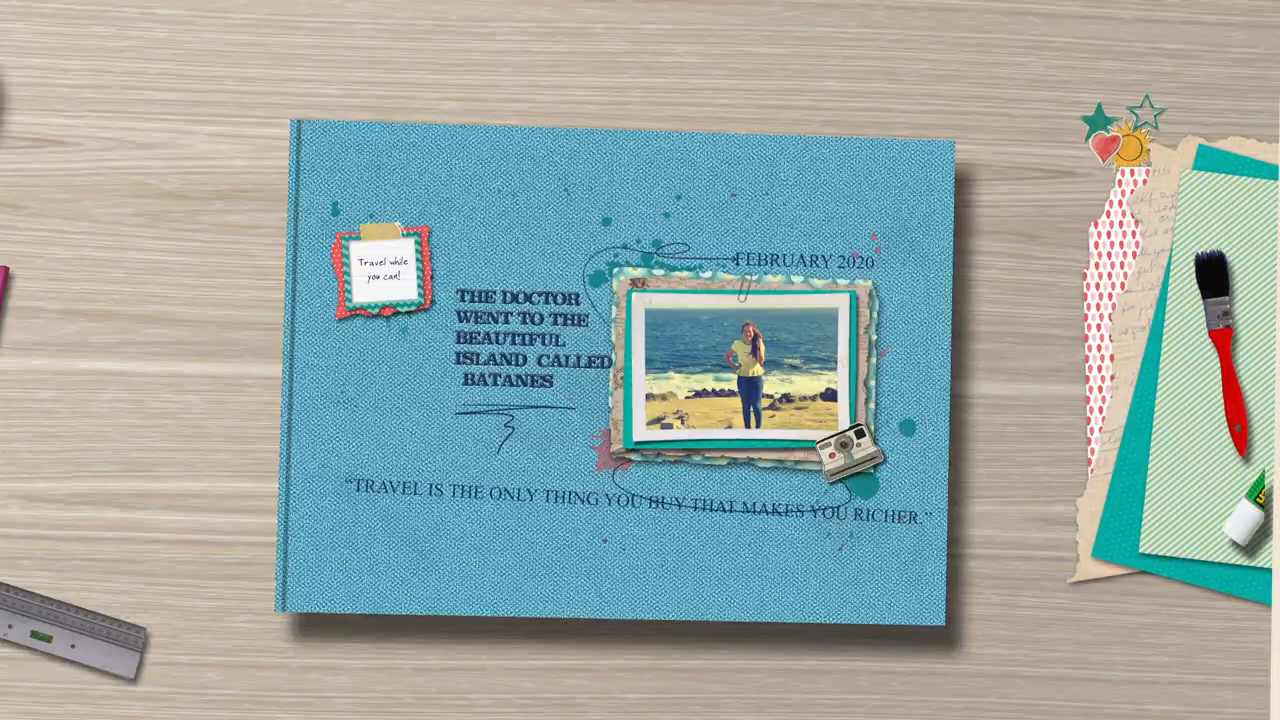 Travel while
you can!
FEBRUARY 2020
THE DOCTOR
WENT TO THE
BEAUTIFUL
ISLAND CALLED
BATANES
“TRAVEL IS THE ONLY THING YOU BUY THAT MAKES YOU RICHER.”